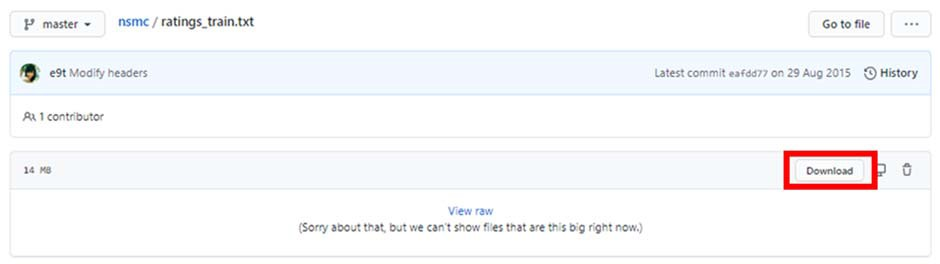 master nsmc / ratings_train.txt Go to file ...
e9t Modify headers Latest commit eafdd77 on 29 Aug 2015 History
1 contributor
14 MB Download
View raw
(Sorry about that, but we can't show files that are this big right now.)